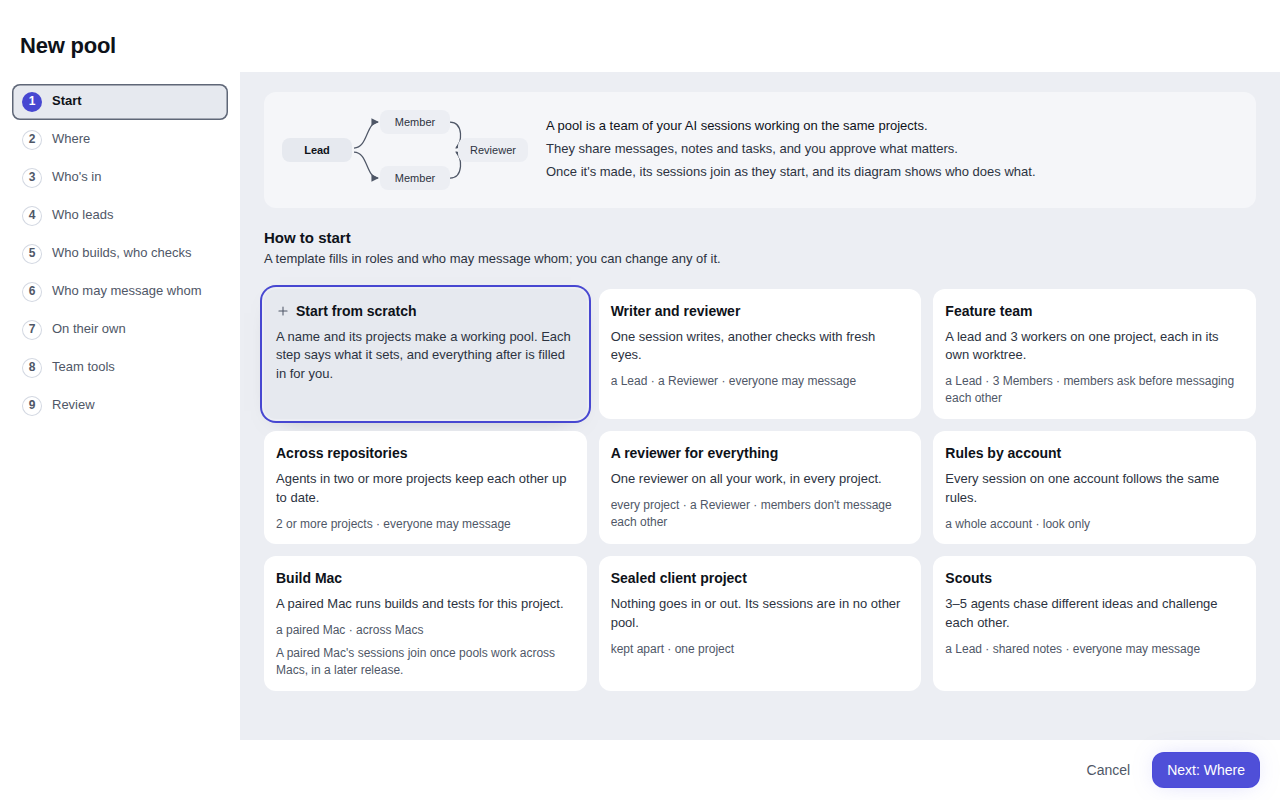 New pool
1 Start
2 Where
3 Who's in
4 Who leads
5 Who builds, who checks
6 Who may message whom
7 On their own
8 Team tools
9 Review
Lead
Member
Member
Reviewer
A pool is a team of your AI sessions working on the same projects.
They share messages, notes and tasks, and you approve what matters.
Once it's made, its sessions join as they start, and its diagram shows who does what.
How to start
A template fills in roles and who may message whom; you can change any of it.
+ Start from scratch
A name and its projects make a working pool. Each
step says what it sets, and everything after is filled
in for you.
Writer and reviewer
One session writes, another checks with fresh
eyes.
a Lead · a Reviewer · everyone may message
Feature team
A lead and 3 workers on one project, each in its
own worktree.
a Lead · 3 Members · members ask before messaging
each other
Across repositories
Agents in two or more projects keep each other up
to date.
2 or more projects · everyone may message
A reviewer for everything
One reviewer on all your work, in every project.
every project · a Reviewer · members don't message
each other
Rules by account
Every session on one account follows the same
rules.
a whole account · look only
Build Mac
A paired Mac runs builds and tests for this project.
a paired Mac · across Macs
A paired Mac's sessions join once pools work across
Macs, in a later release.
Sealed client project
Nothing goes in or out. Its sessions are in no other
pool.
kept apart · one project
Scouts
3–5 agents chase different ideas and challenge
each other.
a Lead · shared notes · everyone may message
Cancel
Next: Where